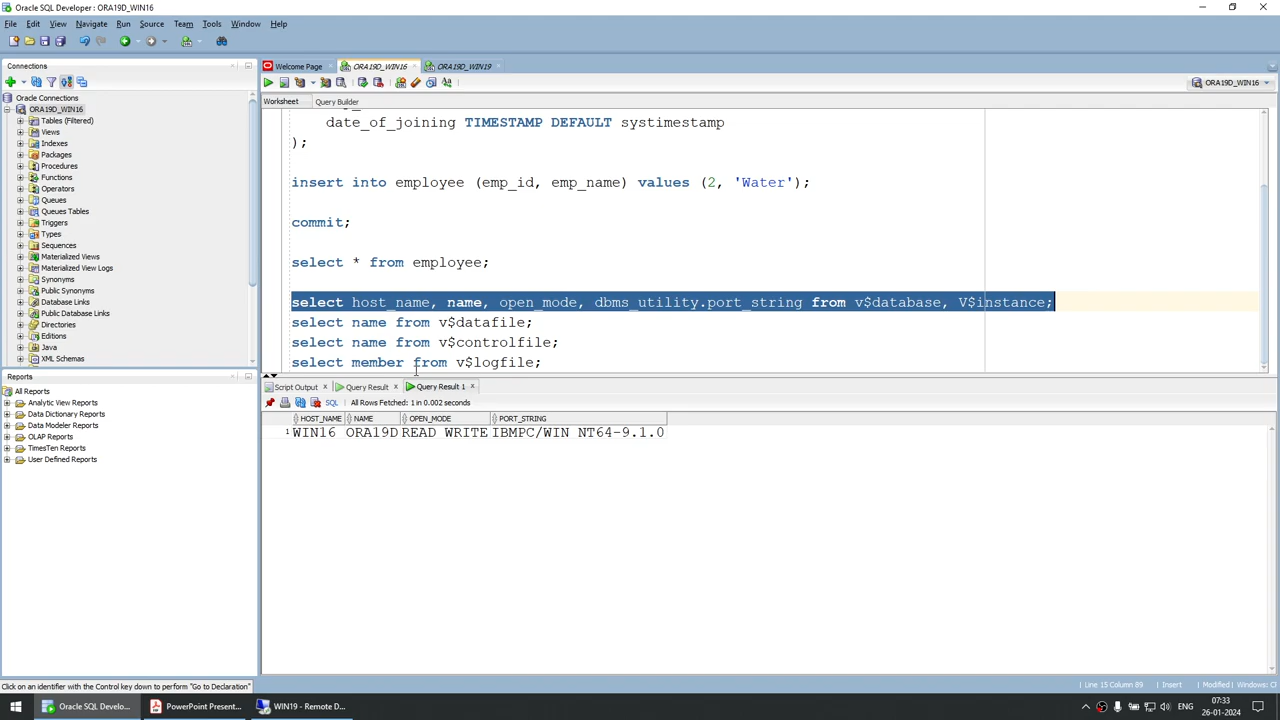 Oracle SQL Developer : ORA19D_WIN16
File Edit View Navigate Run Source Team Tools Window Help
Connections
Welcome Page ORA19D_WIN16 ORA19D_WIN19
ORA19D_WIN16
Worksheet Query Builder
Oracle Connections
ORA19D_WIN16
Tables (Filtered)
Views
Indexes
Packages
Procedures
Functions
Operators
Queues
Queues Tables
Triggers
Types
Sequences
Materialized Views
Materialized View Logs
Synonyms
Public Synonyms
Database Links
Public Database Links
Directories
Editions
Java
XML Schemas
date_of_joining TIMESTAMP DEFAULT systimestamp
);
insert into employee (emp_id, emp_name) values (2, 'Water');
commit;
select * from employee;
select host_name, name, open_mode, dbms_utility.port_string from v$database, V$instance;
select name from v$datafile;
select name from v$controlfile;
select member from v$logfile;
Reports
All Reports
Analytic View Reports
Data Dictionary Reports
Data Modeler Reports
OLAP Reports
TimesTen Reports
User Defined Reports
Script Output Query Result Query Result 1
SQL All Rows Fetched: 1 in 0.002 seconds
HOST_NAME NAME OPEN_MODE PORT_STRING
1 WIN16 ORA19D READ WRITE IBMPC/WIN NT64-9.1.0
Click on an identifier with the Control key down to perform "Go to Declaration"
Line 15 Column 89 Insert Modified Windows: C
Oracle SQL Develo... PowerPoint Present... WIN19 - Remote D...
ENG
07:33
26-01-2024